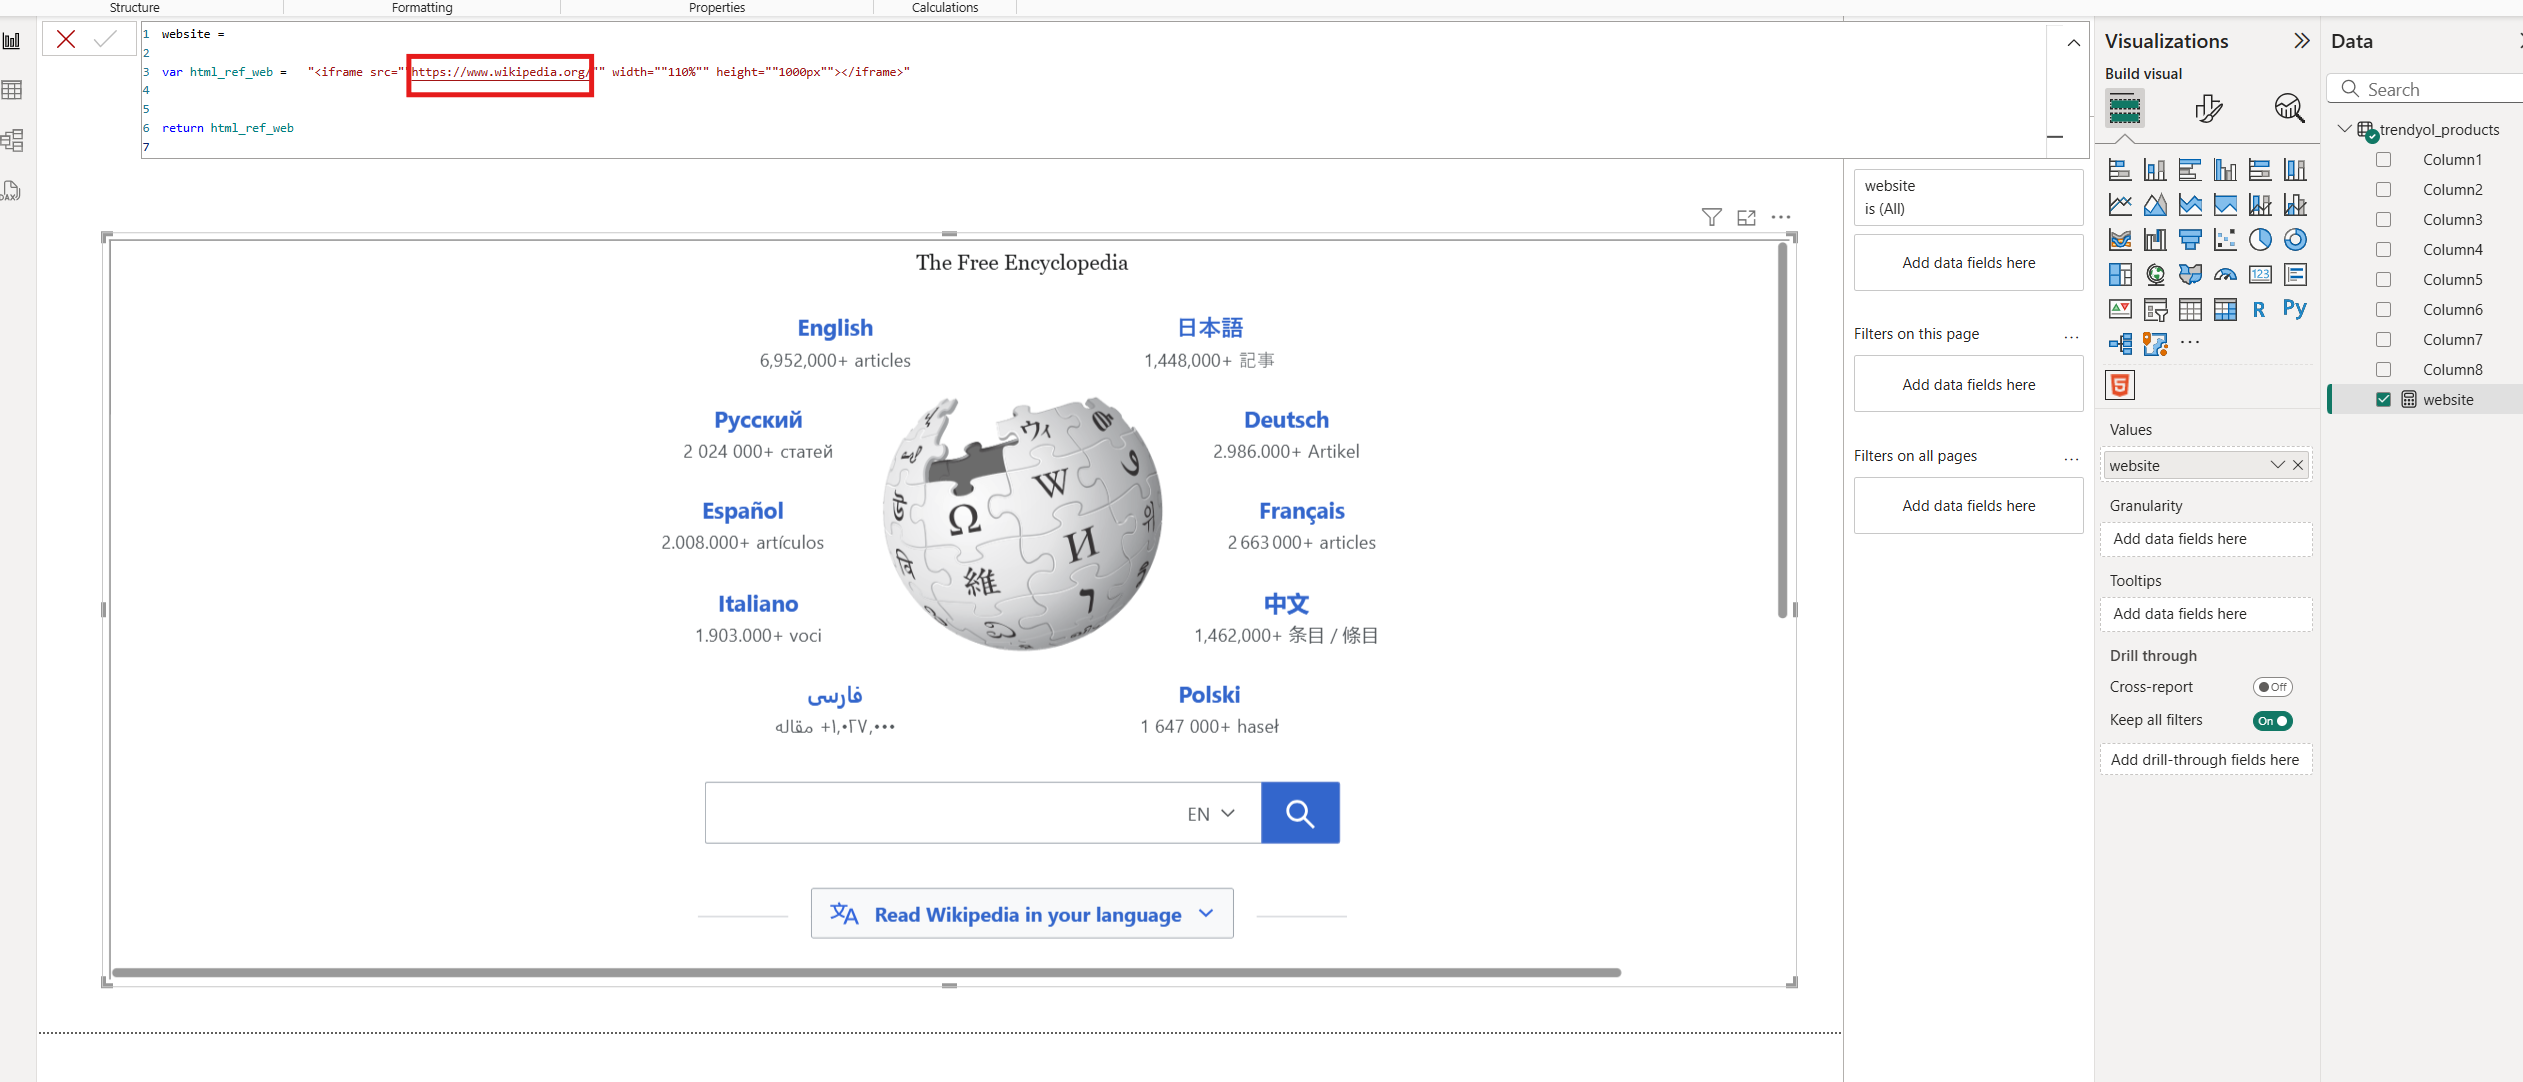 Structure
Formatting
Properties
Calculations
1 website =
2
3 var html_ref_web = "<iframe src=""https://www.wikipedia.org/"" width=""110%"" height=""1000px""></iframe>"
4
5
6 return html_ref_web
7
The Free Encyclopedia
English
6,952,000+ articles
日本語
1,448,000+ 記事
Русский
2 024 000+ статей
Deutsch
2.986.000+ Artikel
Español
2.008.000+ artículos
Français
2 663 000+ articles
Italiano
1.903.000+ voci
中文
1,462,000+ 条目 / 條目
فارسی
۱٬۰۲۷٬۰۰۰+ مقاله
Polski
1 647 000+ haseł
EN
Read Wikipedia in your language
website
is (All)
Add data fields here
Filters on this page
...
Add data fields here
Filters on all pages
...
Add data fields here
Visualizations
Build visual
123
R
Py
...
5
Values
website
Granularity
Add data fields here
Tooltips
Add data fields here
Drill through
Cross-report
Off
Keep all filters
On
Add drill-through fields here
Data
Search
trendyol_products
Column1
Column2
Column3
Column4
Column5
Column6
Column7
Column8
website